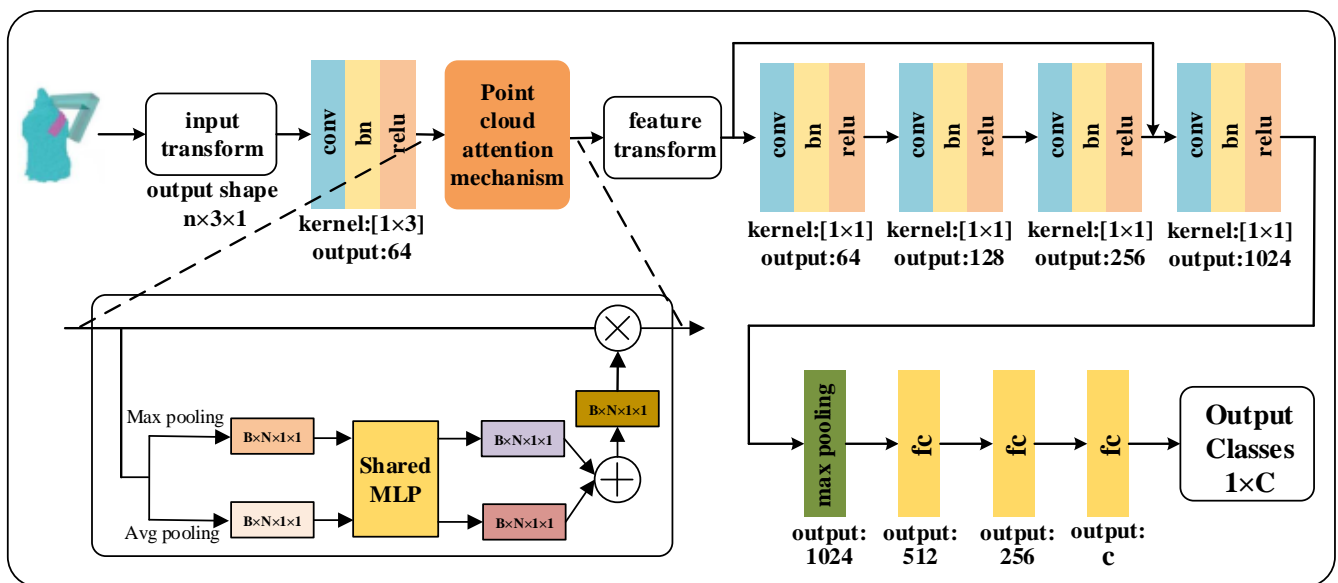 input
transform
output shape
n×3×1
conv
bn
relu
kernel:[1×3]
output:64
Point
cloud
attention
mechanism
feature
transform
conv
bn
relu
kernel:[1×1]
output:64
conv
bn
relu
kernel:[1×1]
output:128
conv
bn
relu
kernel:[1×1]
output:256
conv
bn
relu
kernel:[1×1]
output:1024
Max pooling
B×N×1×1
Avg pooling
B×N×1×1
Shared
MLP
B×N×1×1
B×N×1×1
B×N×1×1
max pooling
output:
1024
fc
output:
512
fc
output:
256
fc
output:
c
Output
Classes
1×C